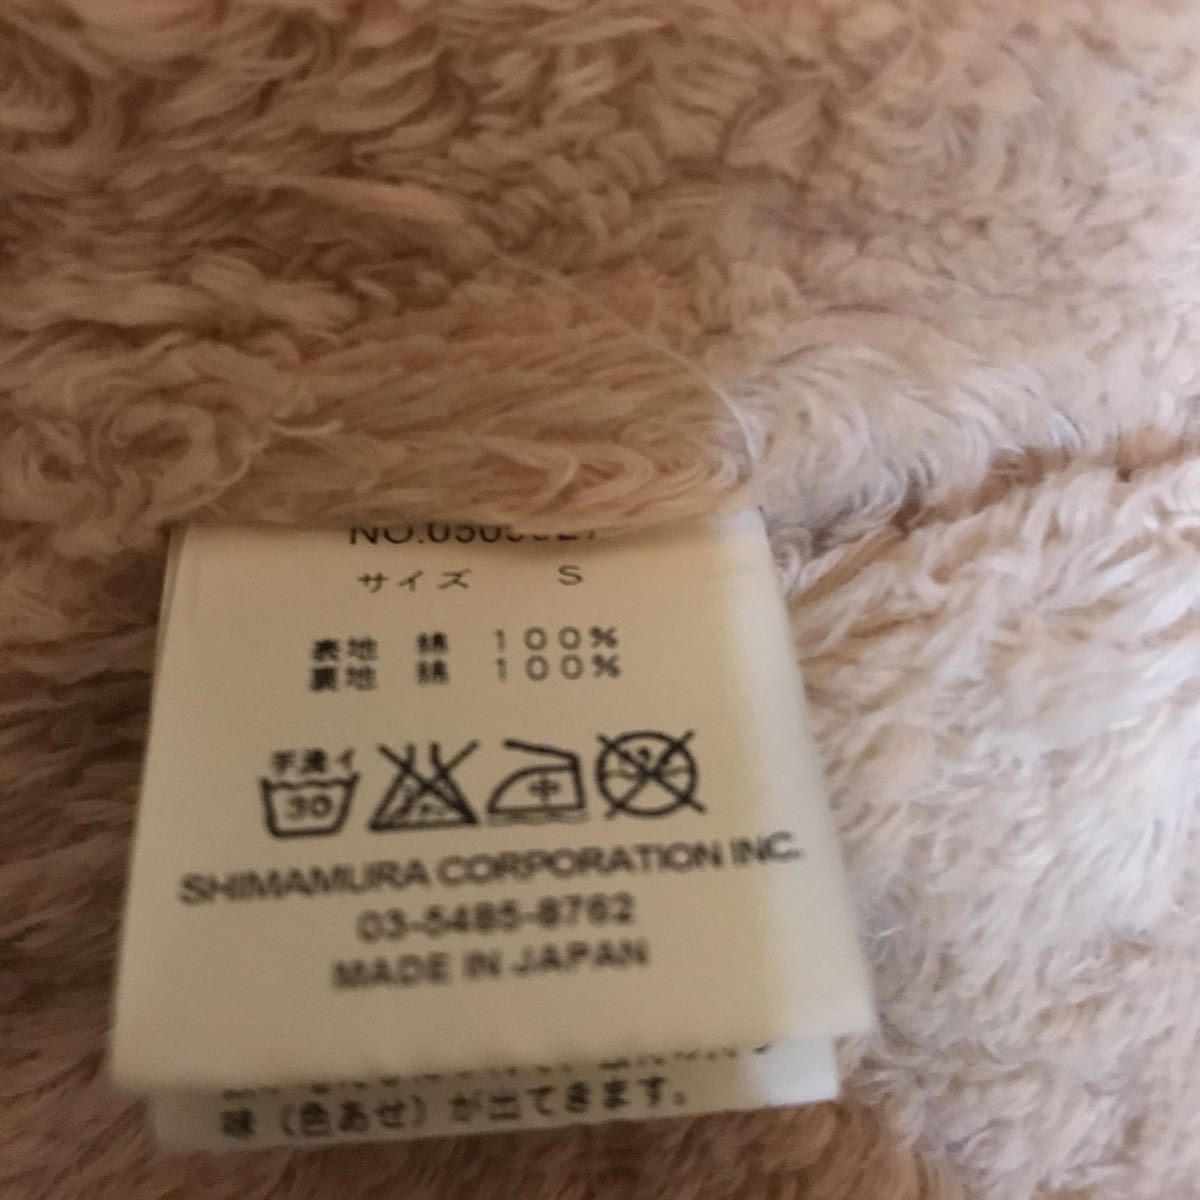 サイズ S
表地 綿 100%
裏地 綿 100%
手洗イ
30
中
SHIMAMURA CORPORATION INC.
03-5485-8762
MADE IN JAPAN
味（色あせ）が出てきます。